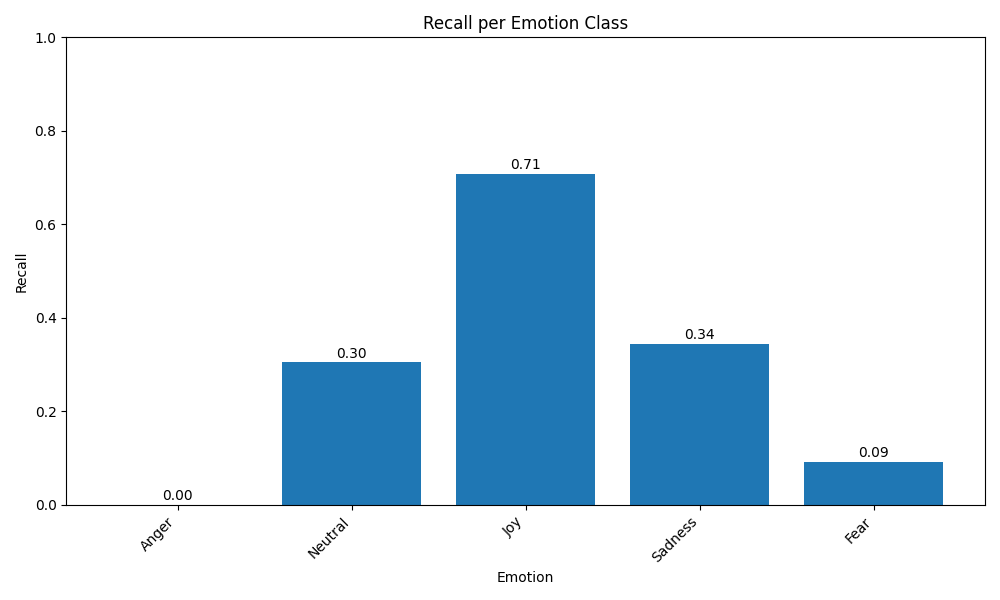 Recall per Emotion Class
1.0
0.8
0.6
0.4
0.2
0.0
Recall
0.00
0.30
0.71
0.34
0.09
Anger
Neutral
Joy
Sadness
Fear
Emotion